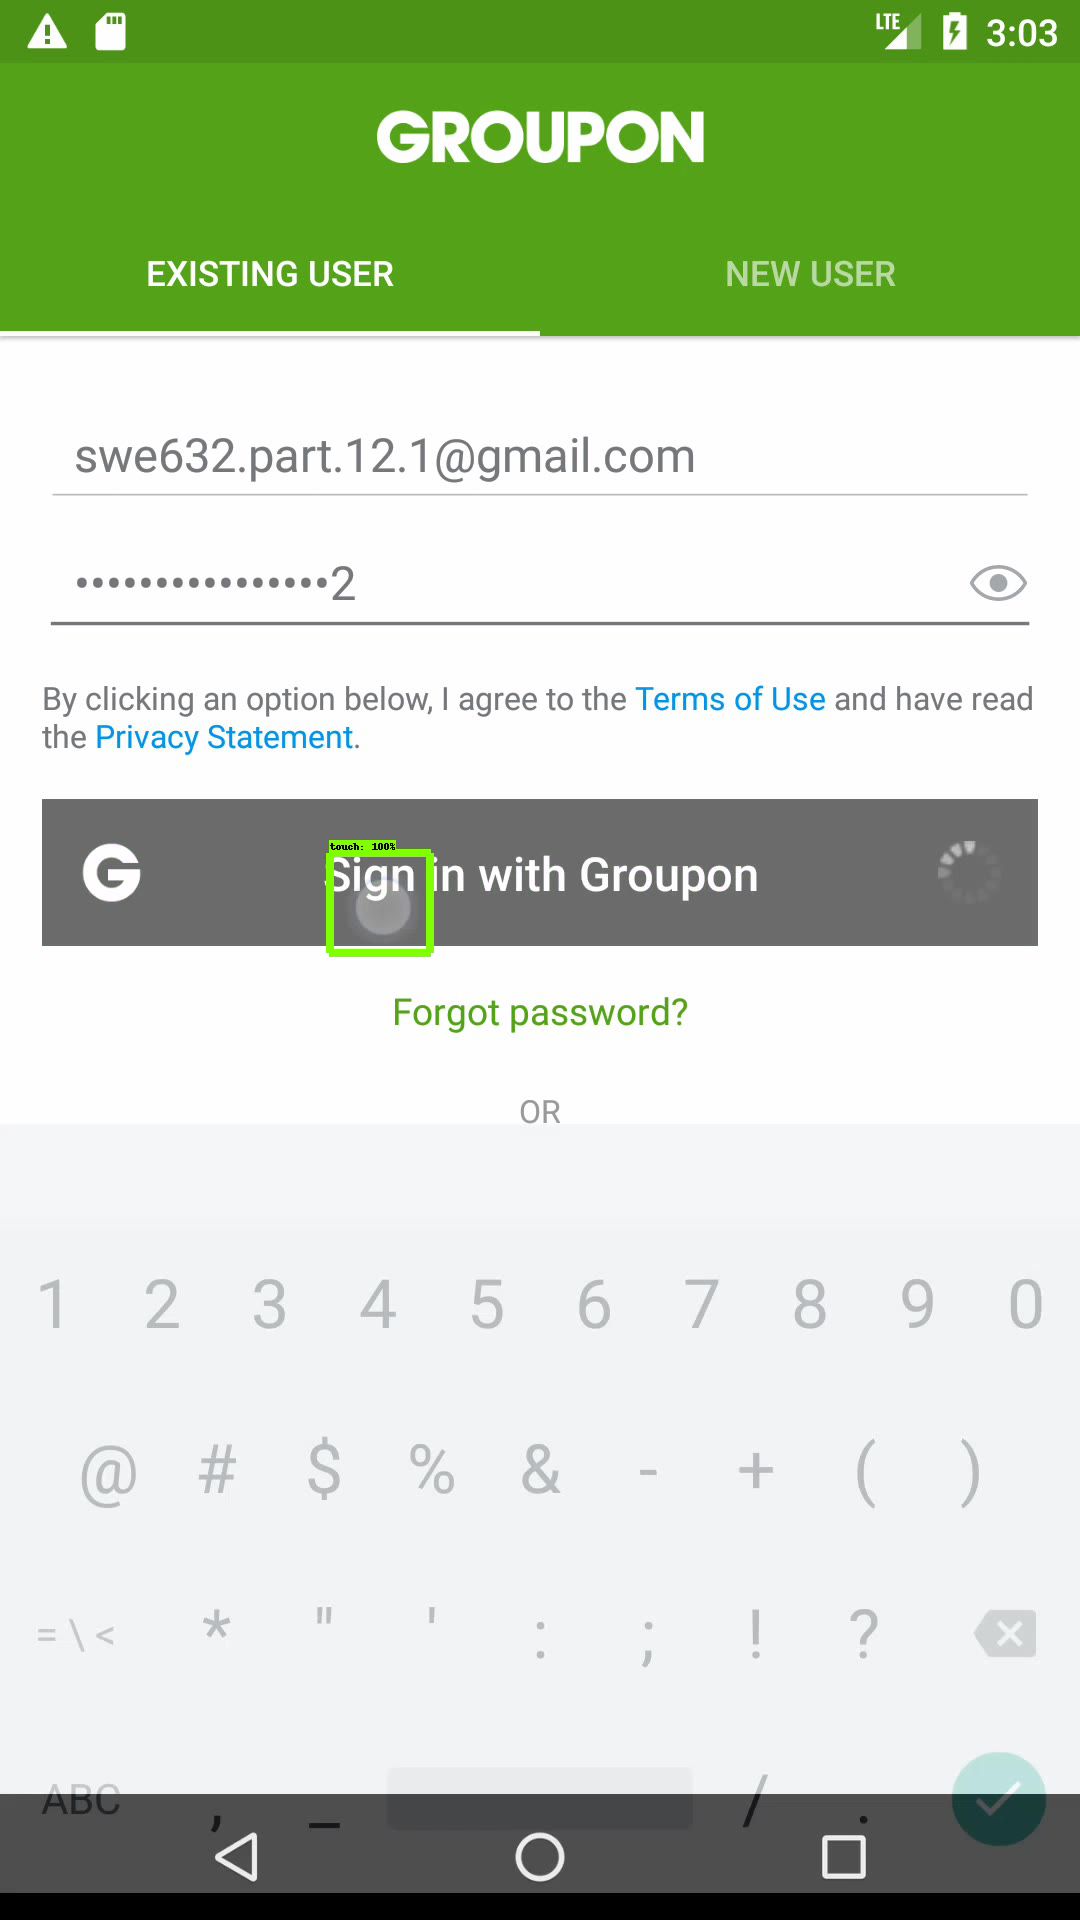 LTE 3:03
GROUPON
EXISTING USER NEW USER
swe632.part.12.1@gmail.com
••••••••••••••••2
By clicking an option below, I agree to the Terms of Use and have read
the Privacy Statement.
touch: 100%
G Sign in with Groupon
Forgot password?
OR
1 2 3 4 5 6 7 8 9 0
@ # $ % & - + ( )
= \ < * " ' : ; ! ?
ABC , _ / .